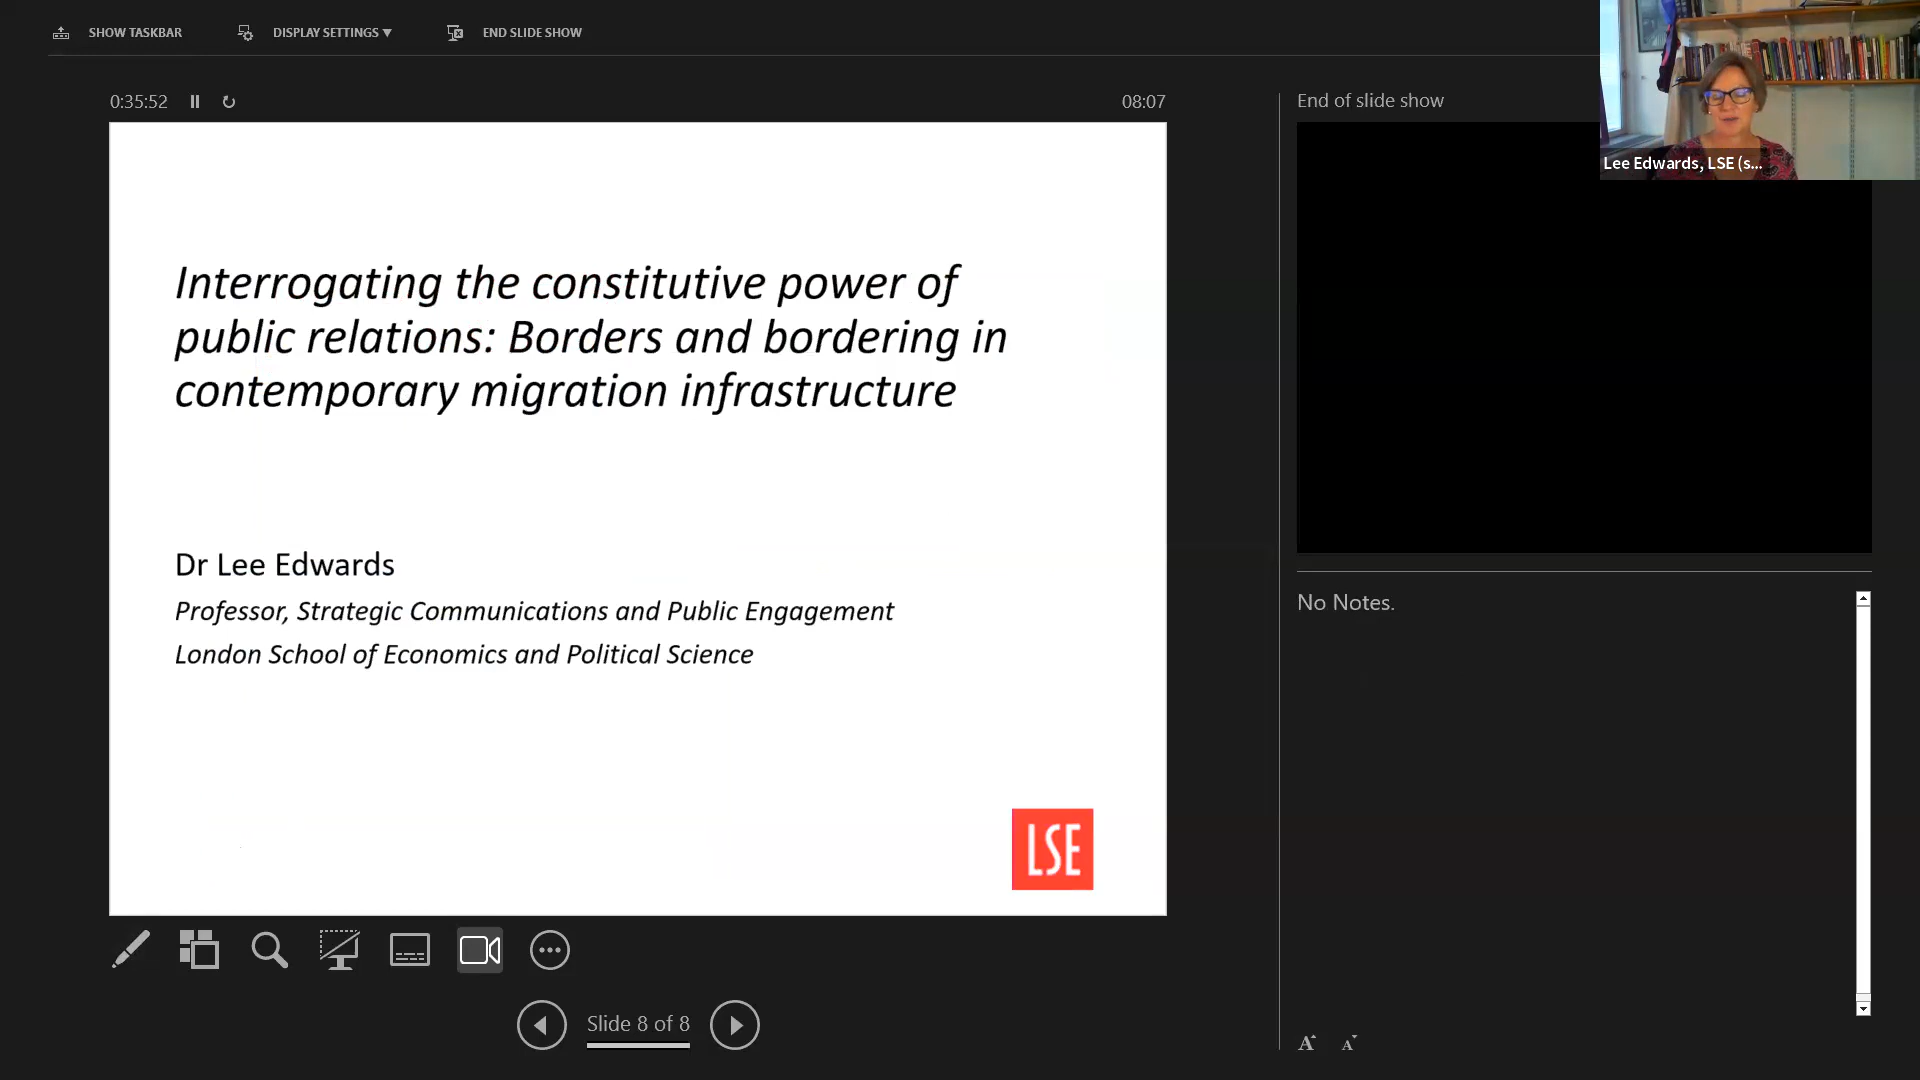 SHOW TASKBAR
DISPLAY SETTINGS ▼
END SLIDE SHOW
0:35:52
08:07
End of slide show
Lee Edwards, LSE (s...
Interrogating the constitutive power of
public relations: Borders and bordering in
contemporary migration infrastructure
Dr Lee Edwards
Professor, Strategic Communications and Public Engagement
London School of Economics and Political Science
LSE
No Notes.
Slide 8 of 8
A A